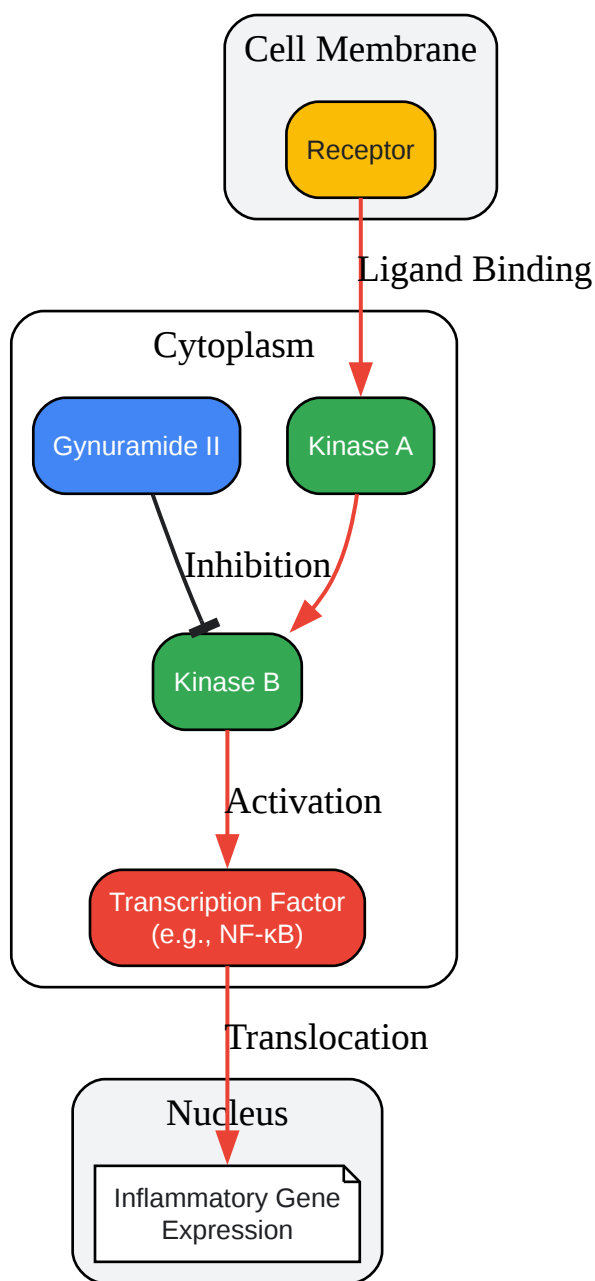 Cell Membrane
Receptor
Ligand Binding
Cytoplasm
Gynuramide II
Kinase A
Inhibition
Kinase B
Activation
Transcription Factor
(e.g., NF-κB)
Translocation
Nucleus
Inflammatory Gene
Expression